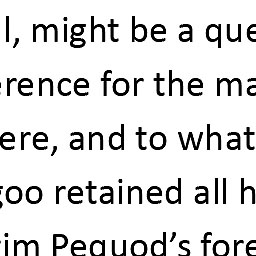 l, might be a que
erence for the ma
ere, and to what
goo retained all h
im Pequod's fore